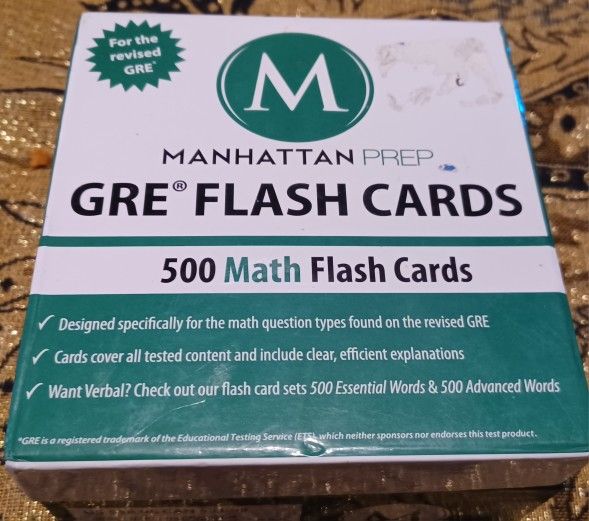 For the
revised
GRE®
M
MANHATTAN PREP
GRE® FLASH CARDS
500 Math Flash Cards
✓ Designed specifically for the math question types found on the revised GRE
✓ Cards cover all tested content and include clear, efficient explanations
✓ Want Verbal? Check out our flash card sets 500 Essential Words & 500 Advanced Words
*GRE is a registered trademark of the Educational Testing Service (ETS), which neither sponsors nor endorses this test product.